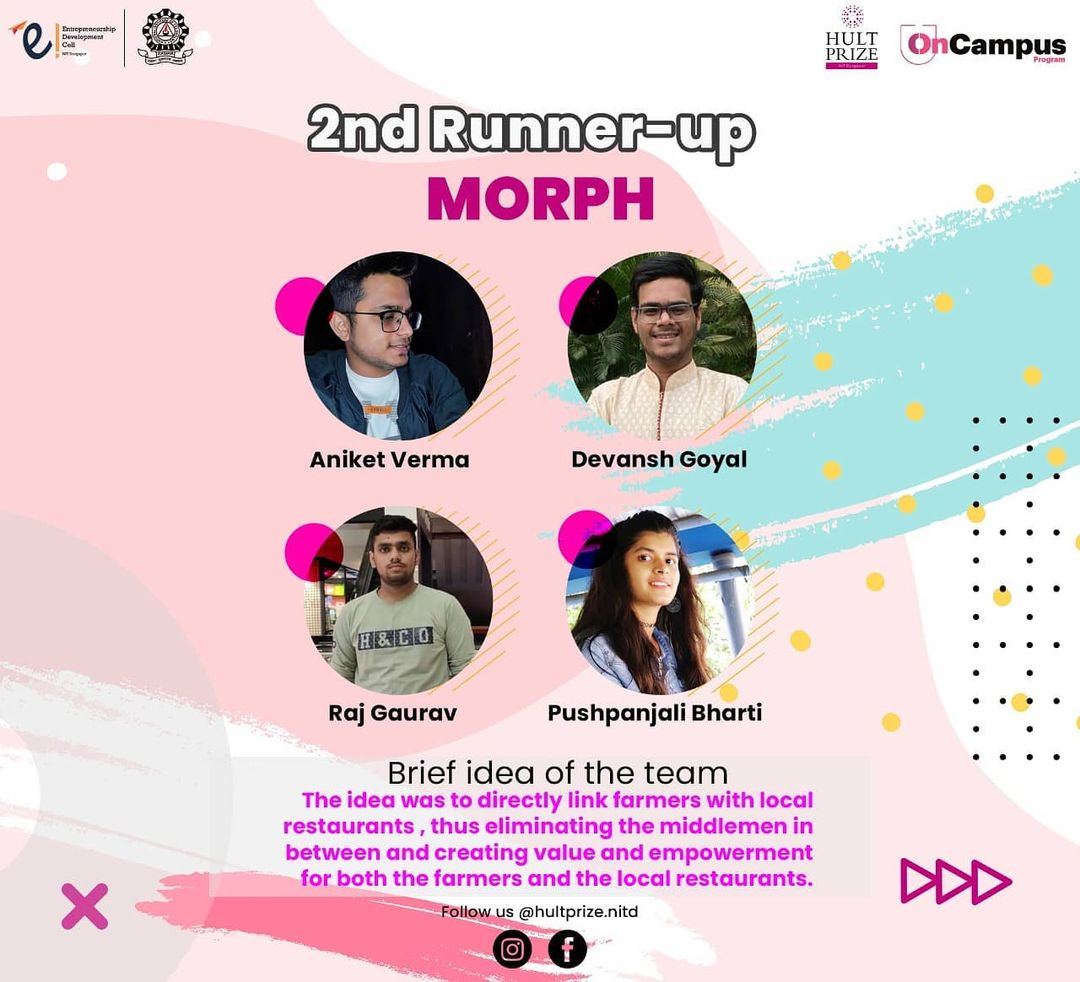 Entrepreneurship
Development
Cell
NIT Durgapur
HULT
PRIZE
OnCampus
Program
2nd Runner-up
MORPH
Aniket Verma
Devansh Goyal
H&CO
Raj Gaurav
Pushpanjali Bharti
Brief idea of the team
The idea was to directly link farmers with local
restaurants , thus eliminating the middlemen in
between and creating value and empowerment
for both the farmers and the local restaurants.
Follow us @hultprize.nitd